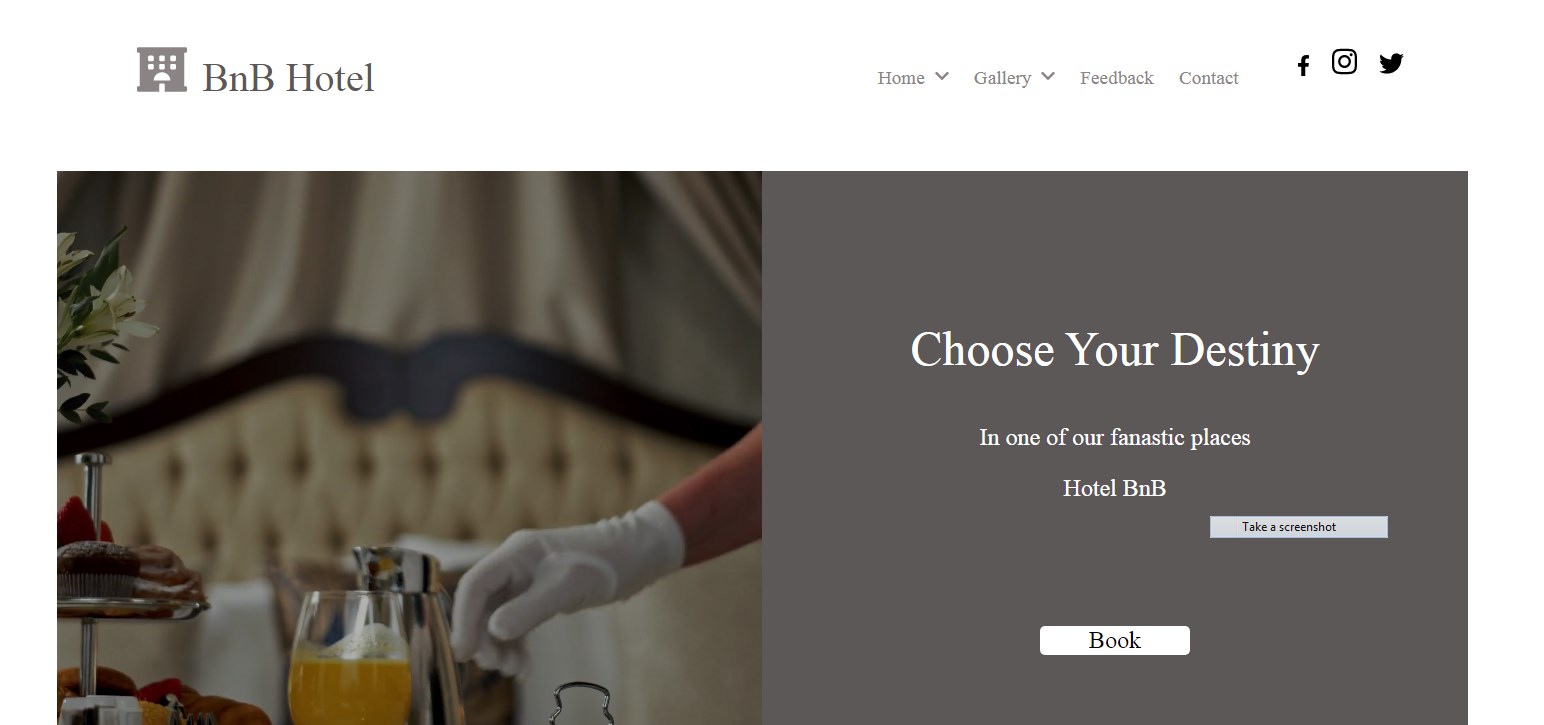 BnB Hotel
Home Gallery Feedback Contact
Choose Your Destiny
In one of our fanastic places
Hotel BnB
Take a screenshot
Book